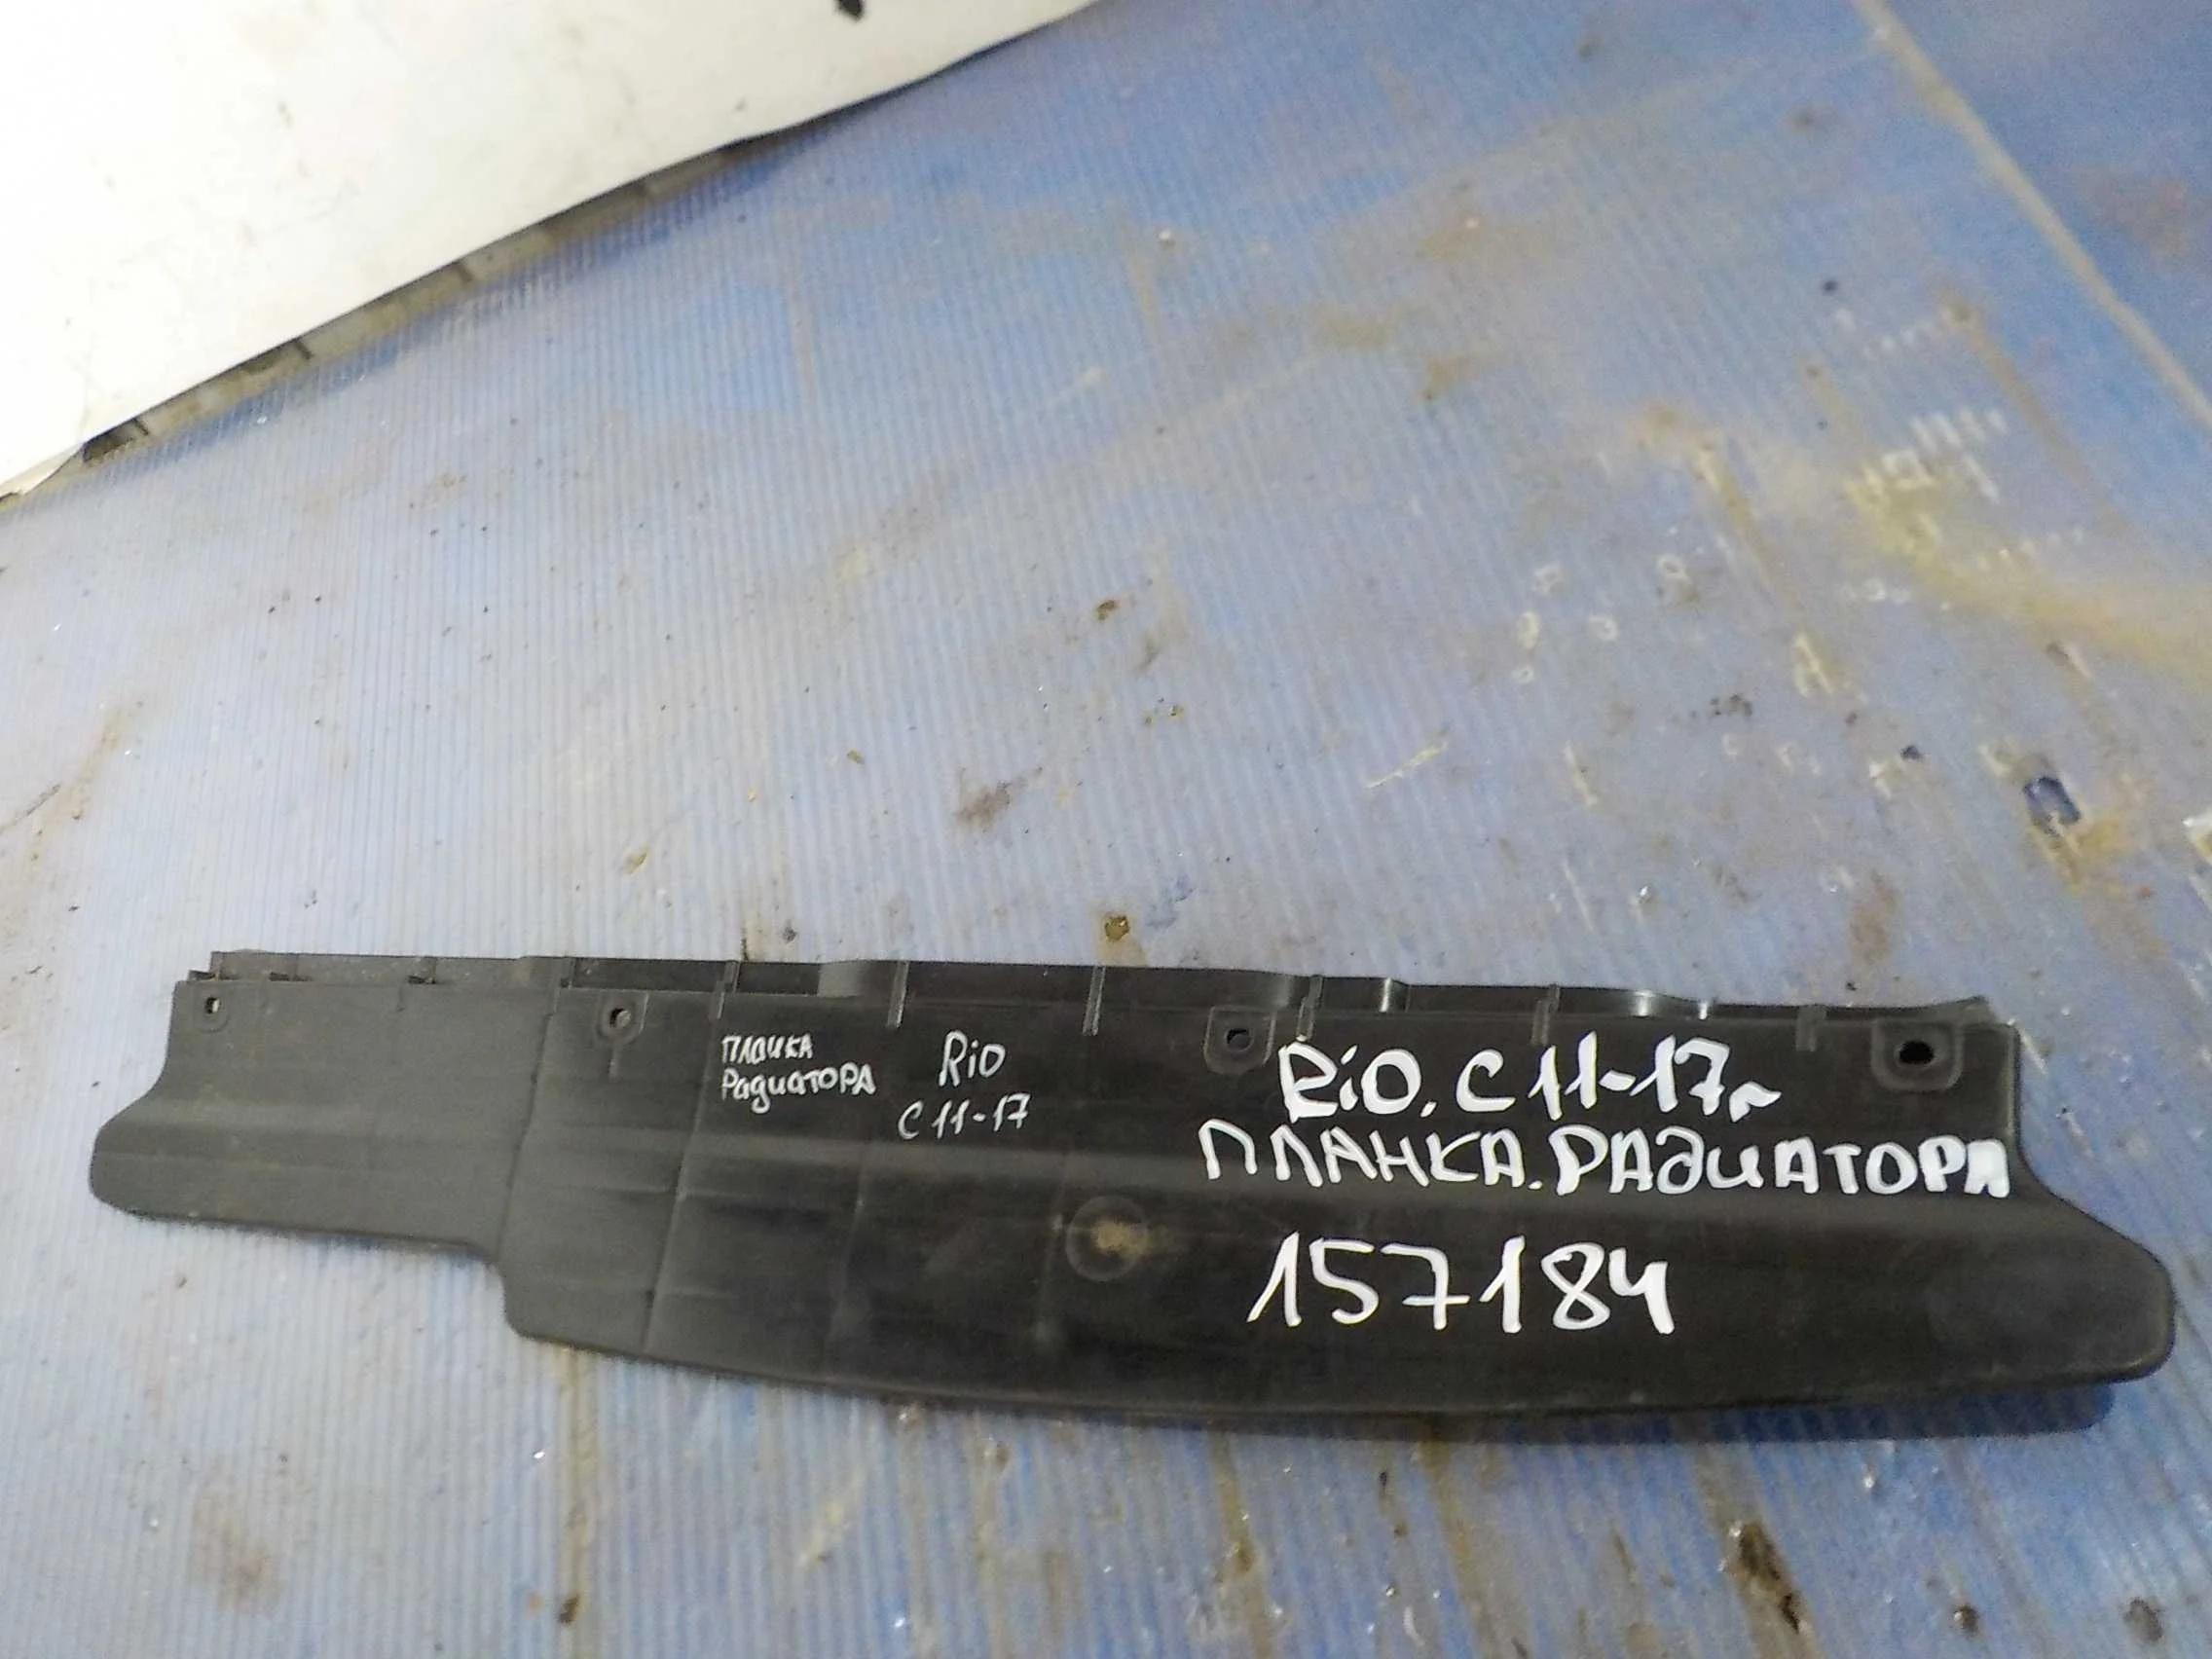 ПЛАНКА
РадиатОРА
RiO
С 11-17
RiO. С 11-17г
ПЛАНКА. РАДИАТОРА
157184